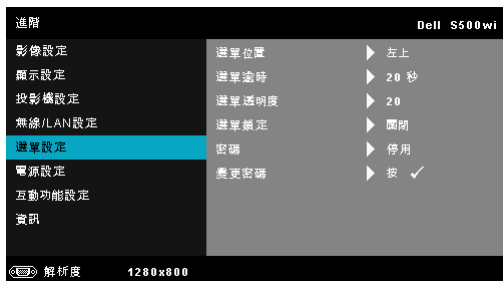 進階 Dell S500wi
影像設定
顯示設定
投影機設定
無線/LAN設定
選單設定
電源設定
互動功能設定
資訊
選單位置 左上
選單逾時 20 秒
選單透明度 20
選單鎖定 關閉
密碼 停用
變更密碼 按
解析度 1280x800